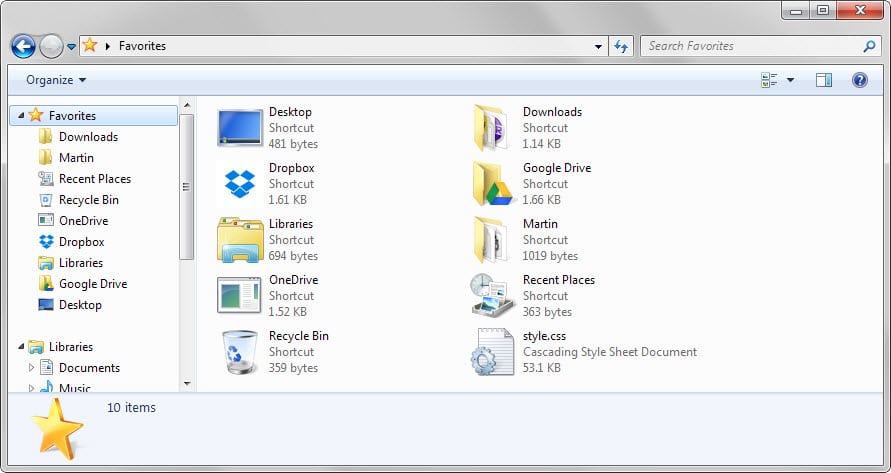 Favorites
Search Favorites
Organize
Favorites
Downloads
Martin
Recent Places
Recycle Bin
OneDrive
Dropbox
Libraries
Google Drive
Desktop
Libraries
Documents
Music
Desktop
Shortcut
481 bytes
Downloads
Shortcut
1.14 KB
Dropbox
Shortcut
1.61 KB
Google Drive
Shortcut
1.66 KB
Libraries
Shortcut
694 bytes
Martin
Shortcut
1019 bytes
OneDrive
Shortcut
1.52 KB
Recent Places
Shortcut
363 bytes
Recycle Bin
Shortcut
359 bytes
style.css
Cascading Style Sheet Document
53.1 KB
10 items